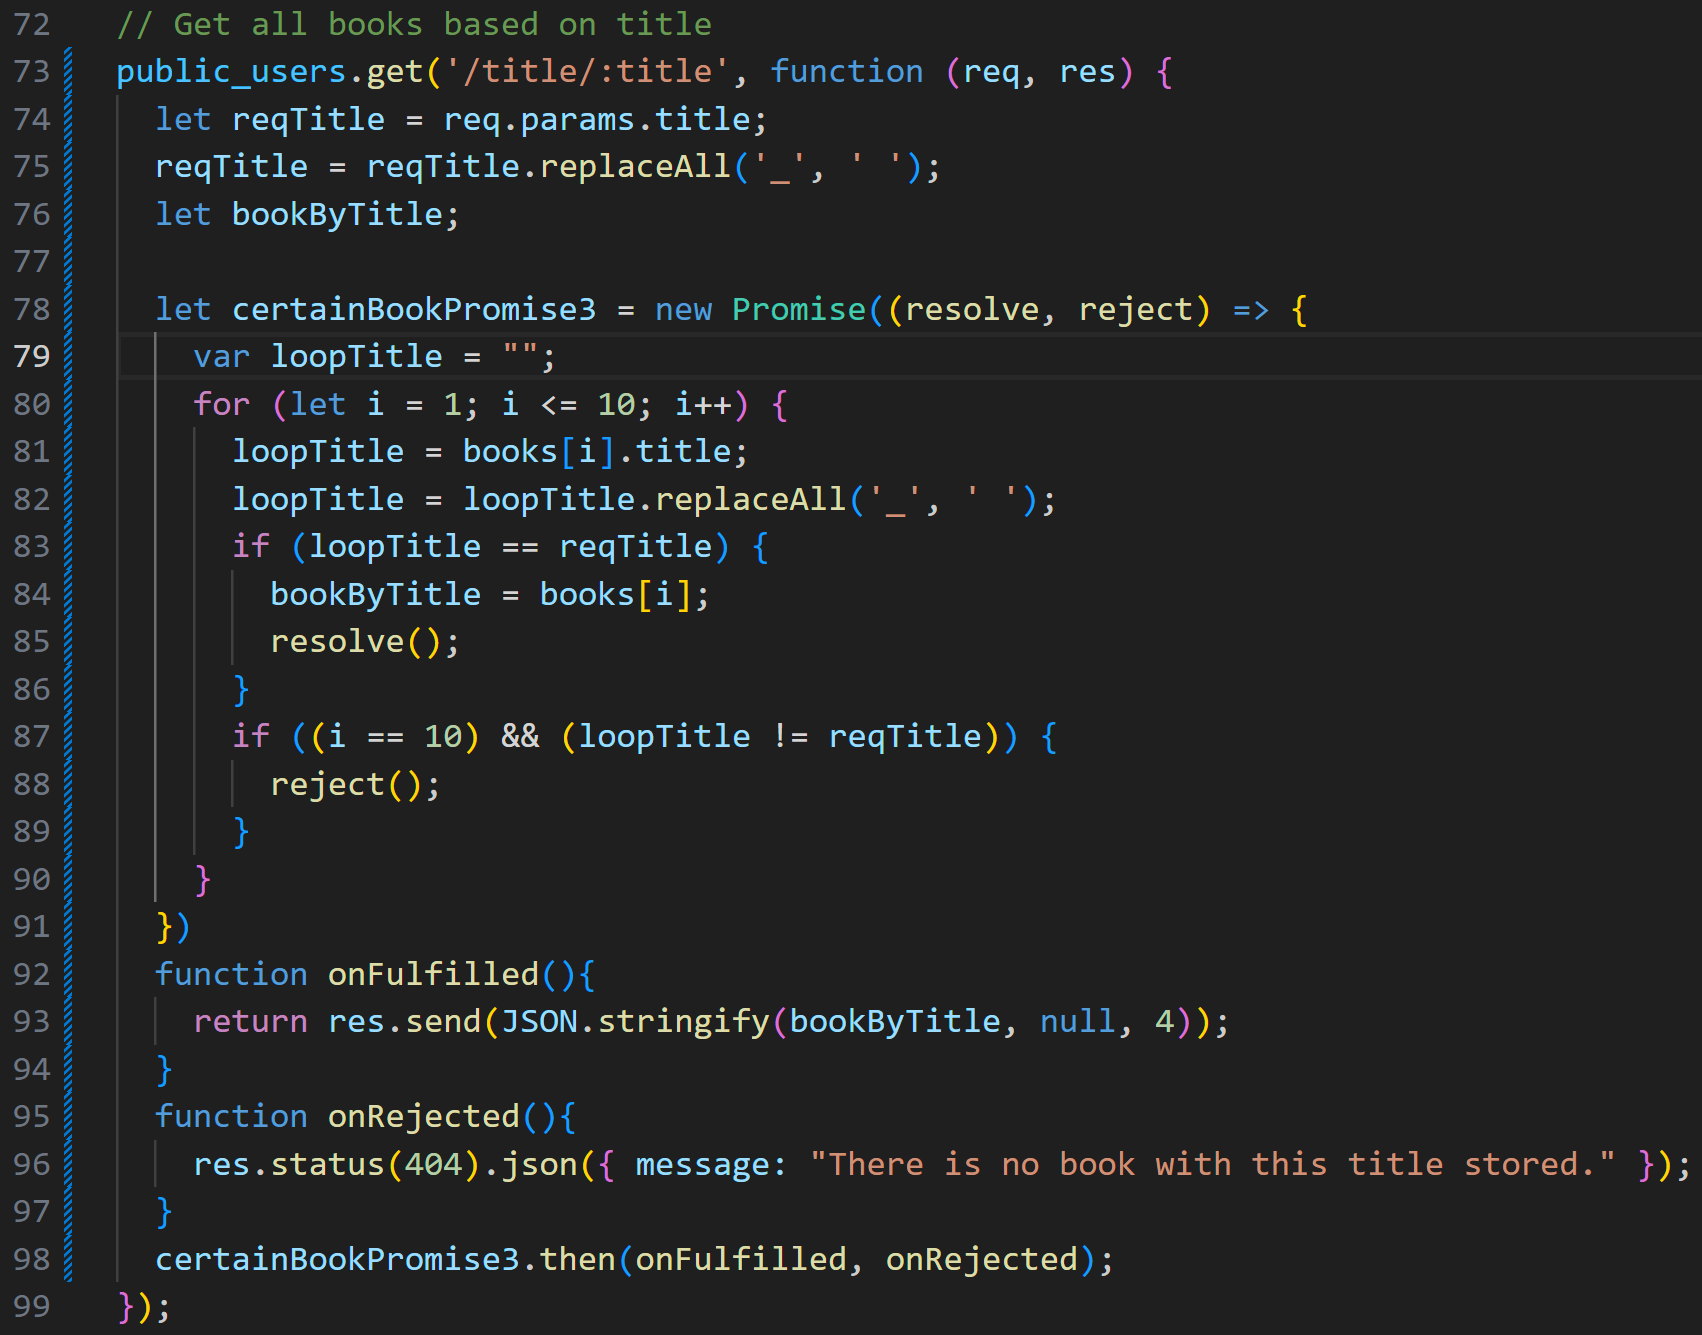 72 // Get all books based on title
73 public_users.get('/title/:title', function (req, res) {
74   let reqTitle = req.params.title;
75   reqTitle = reqTitle.replaceAll('_', ' ');
76   let bookByTitle;
77
78   let certainBookPromise3 = new Promise((resolve, reject) => {
79     var loopTitle = "";
80     for (let i = 1; i <= 10; i++) {
81       loopTitle = books[i].title;
82       loopTitle = loopTitle.replaceAll('_', ' ');
83       if (loopTitle == reqTitle) {
84         bookByTitle = books[i];
85         resolve();
86       }
87       if ((i == 10) && (loopTitle != reqTitle)) {
88         reject();
89       }
90     }
91   })
92   function onFulfilled(){
93     return res.send(JSON.stringify(bookByTitle, null, 4));
94   }
95   function onRejected(){
96     res.status(404).json({ message: "There is no book with this title stored." });
97   }
98   certainBookPromise3.then(onFulfilled, onRejected);
99 });